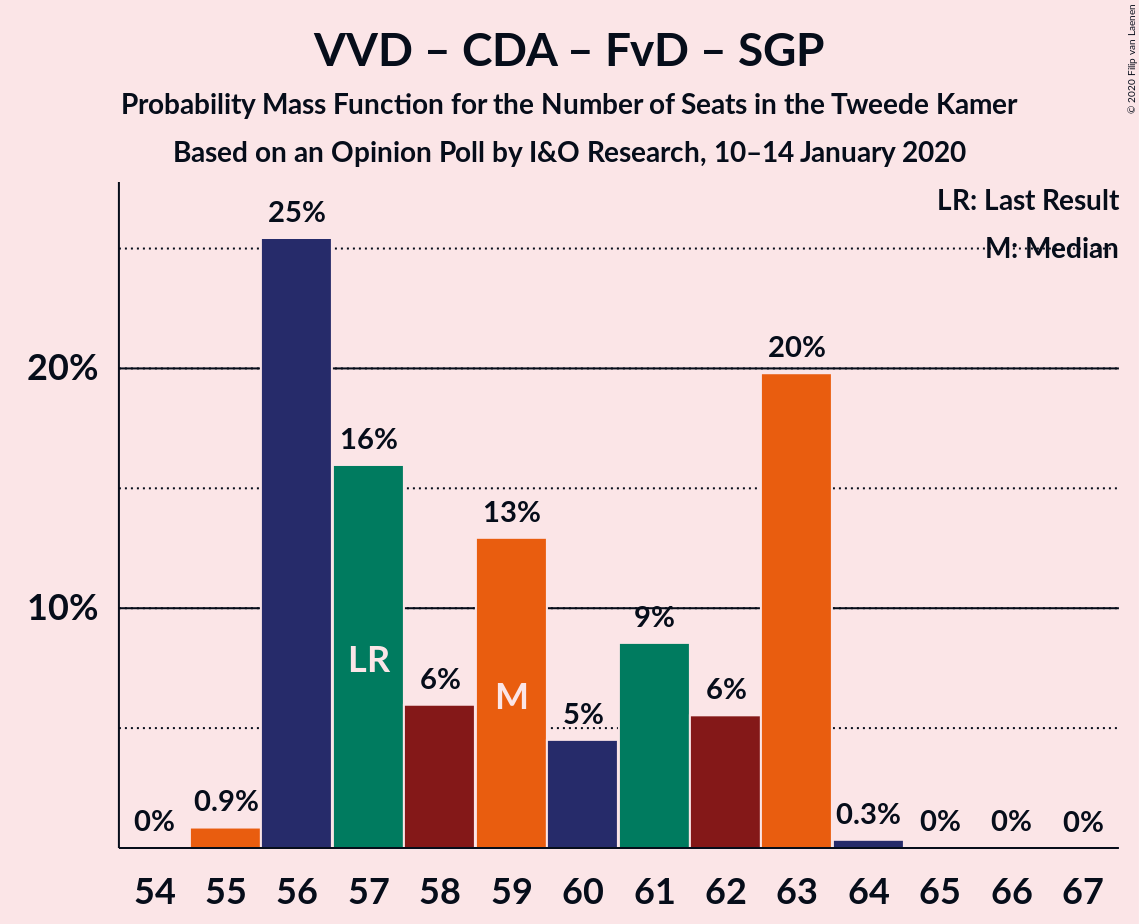 VVD – CDA – FvD – SGP
Probability Mass Function for the Number of Seats in the Tweede Kamer
Based on an Opinion Poll by I&O Research, 10–14 January 2020
© 2020 Filip van Laenen
LR: Last Result
M: Median
20%
10%
0%
0.9%
25%
16%
6%
13%
5%
9%
6%
20%
0.3%
0%
0%
0%
LR
M
54 55 56 57 58 59 60 61 62 63 64 65 66 67